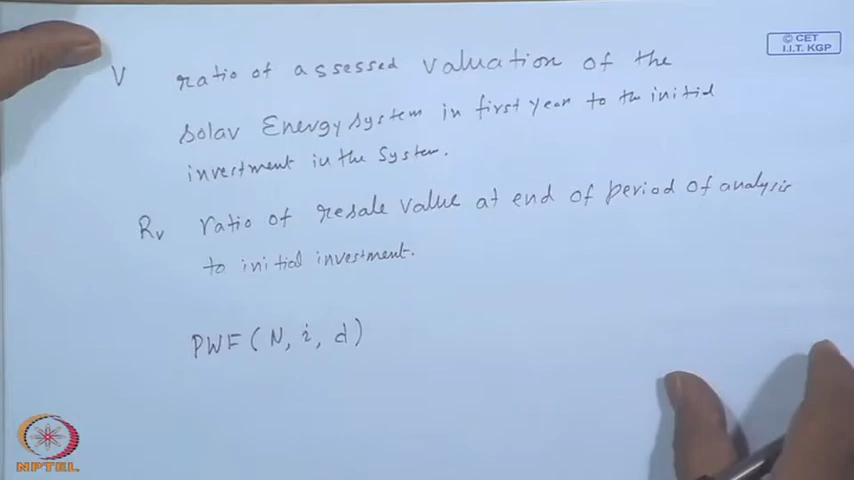 © CET
I.I.T. KGP
V ratio of assessed valuation of the
solar Energy system in first year to the initial
investment in the system.
Rv ratio of resale value at end of period of analysis
to initial investment.
PWF (N, i, d)
NPTEL